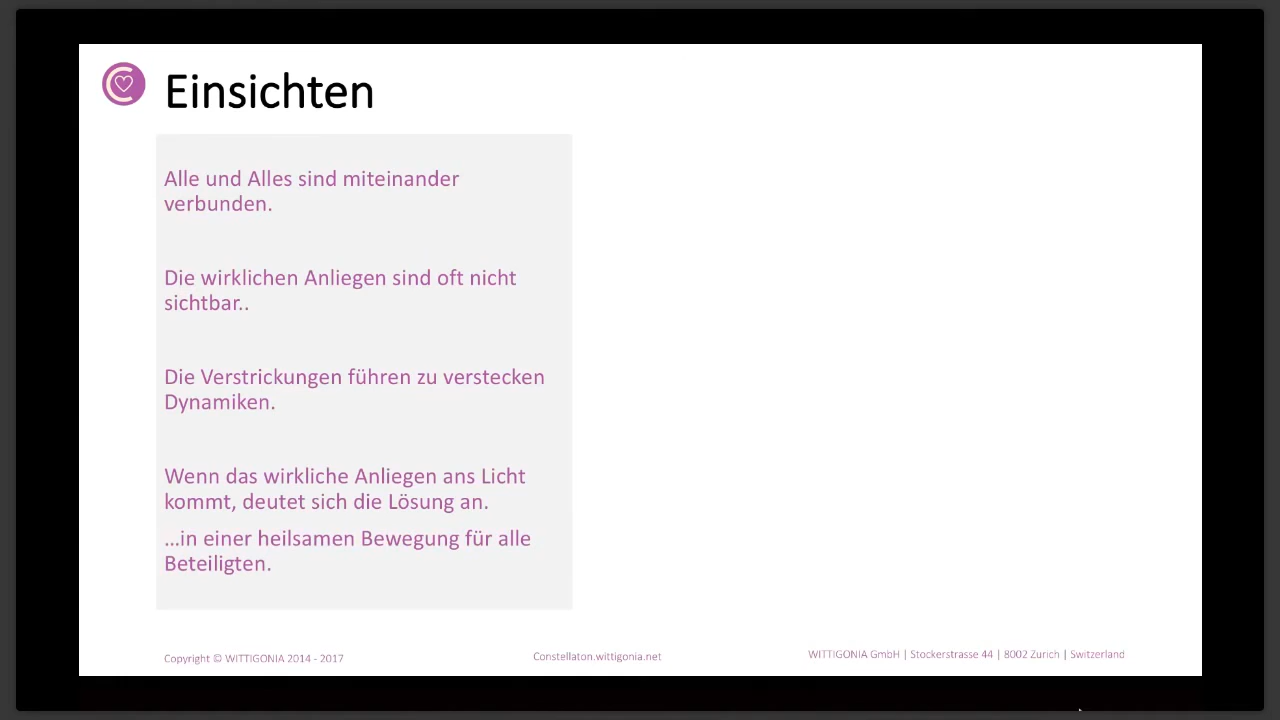 Einsichten
Alle und Alles sind miteinander
verbunden.
Die wirklichen Anliegen sind oft nicht
sichtbar..
Die Verstrickungen führen zu verstecken
Dynamiken.
Wenn das wirkliche Anliegen ans Licht
kommt, deutet sich die Lösung an.
...in einer heilsamen Bewegung für alle
Beteiligten.
Copyright © WITTIGONIA 2014 - 2017
Constellaton.wittigonia.net
WITTIGONIA GmbH | Stockerstrasse 44 | 8002 Zurich | Switzerland